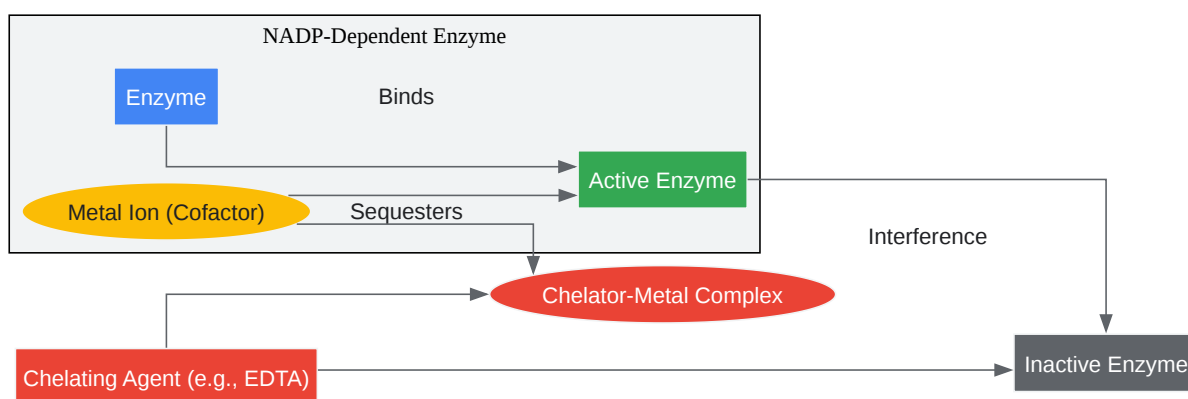 NADP-Dependent Enzyme
Enzyme
Binds
Active Enzyme
Metal Ion (Cofactor)
Sequesters
Interference
Chelator-Metal Complex
Chelating Agent (e.g., EDTA)
Inactive Enzyme